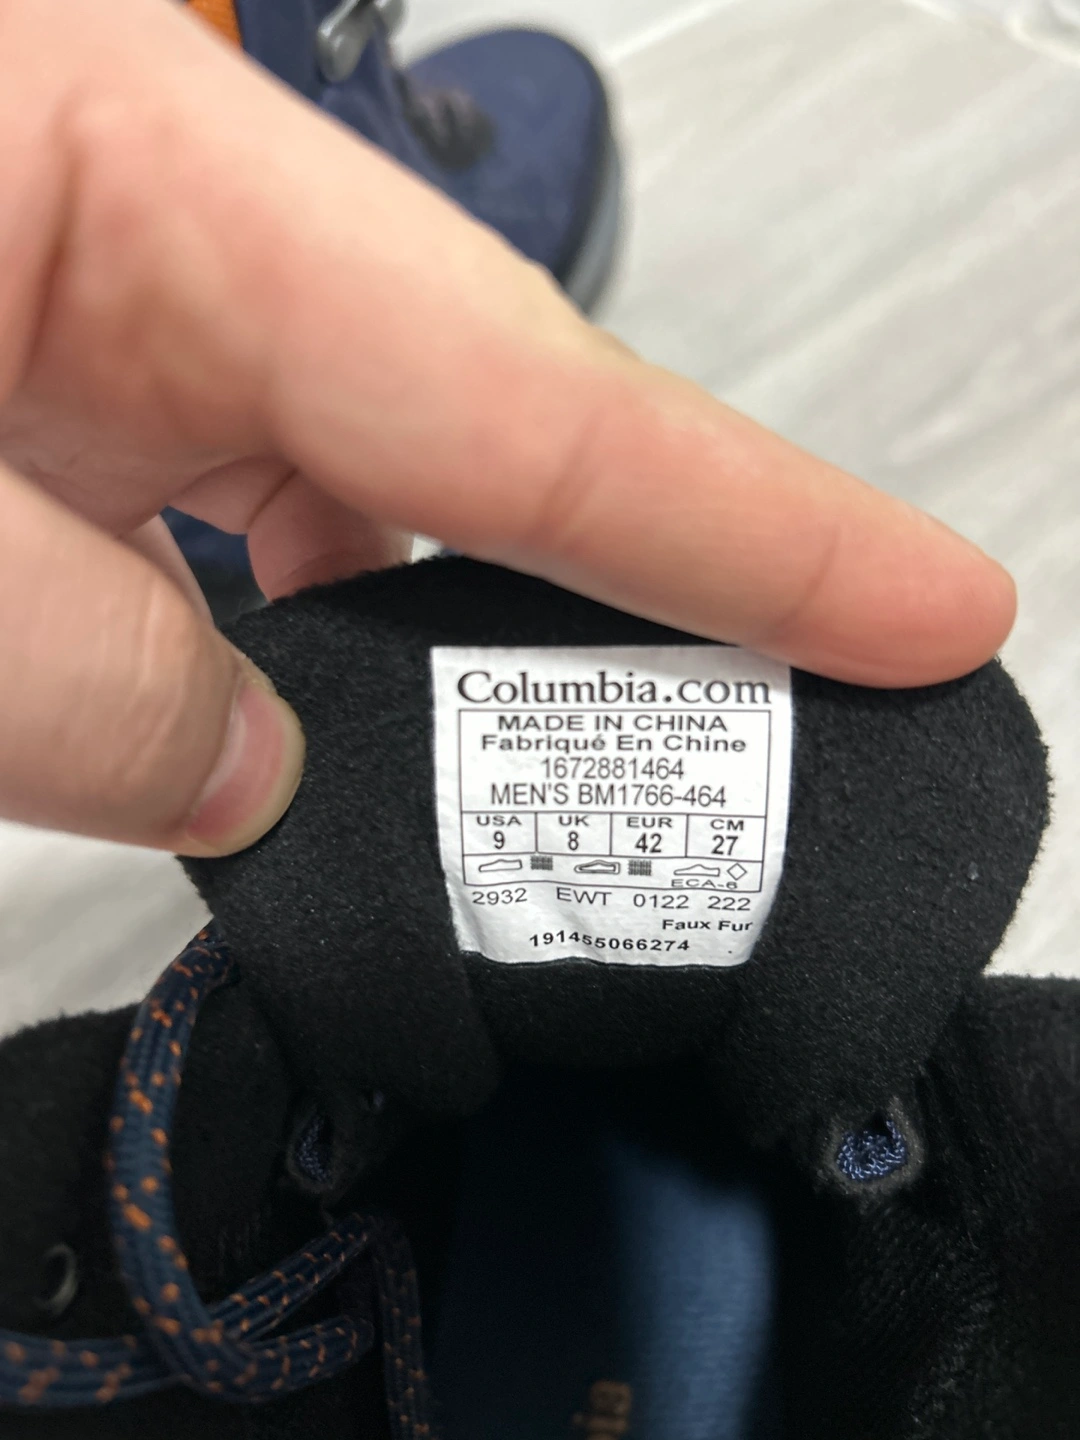 Columbia.com
MADE IN CHINA
Fabriqué En Chine
1672881464
MEN'S BM1766-464
USA UK EUR CM
9 8 42 27
ECA-6
2932 EWT 0122 222
Faux Fur
191455066274